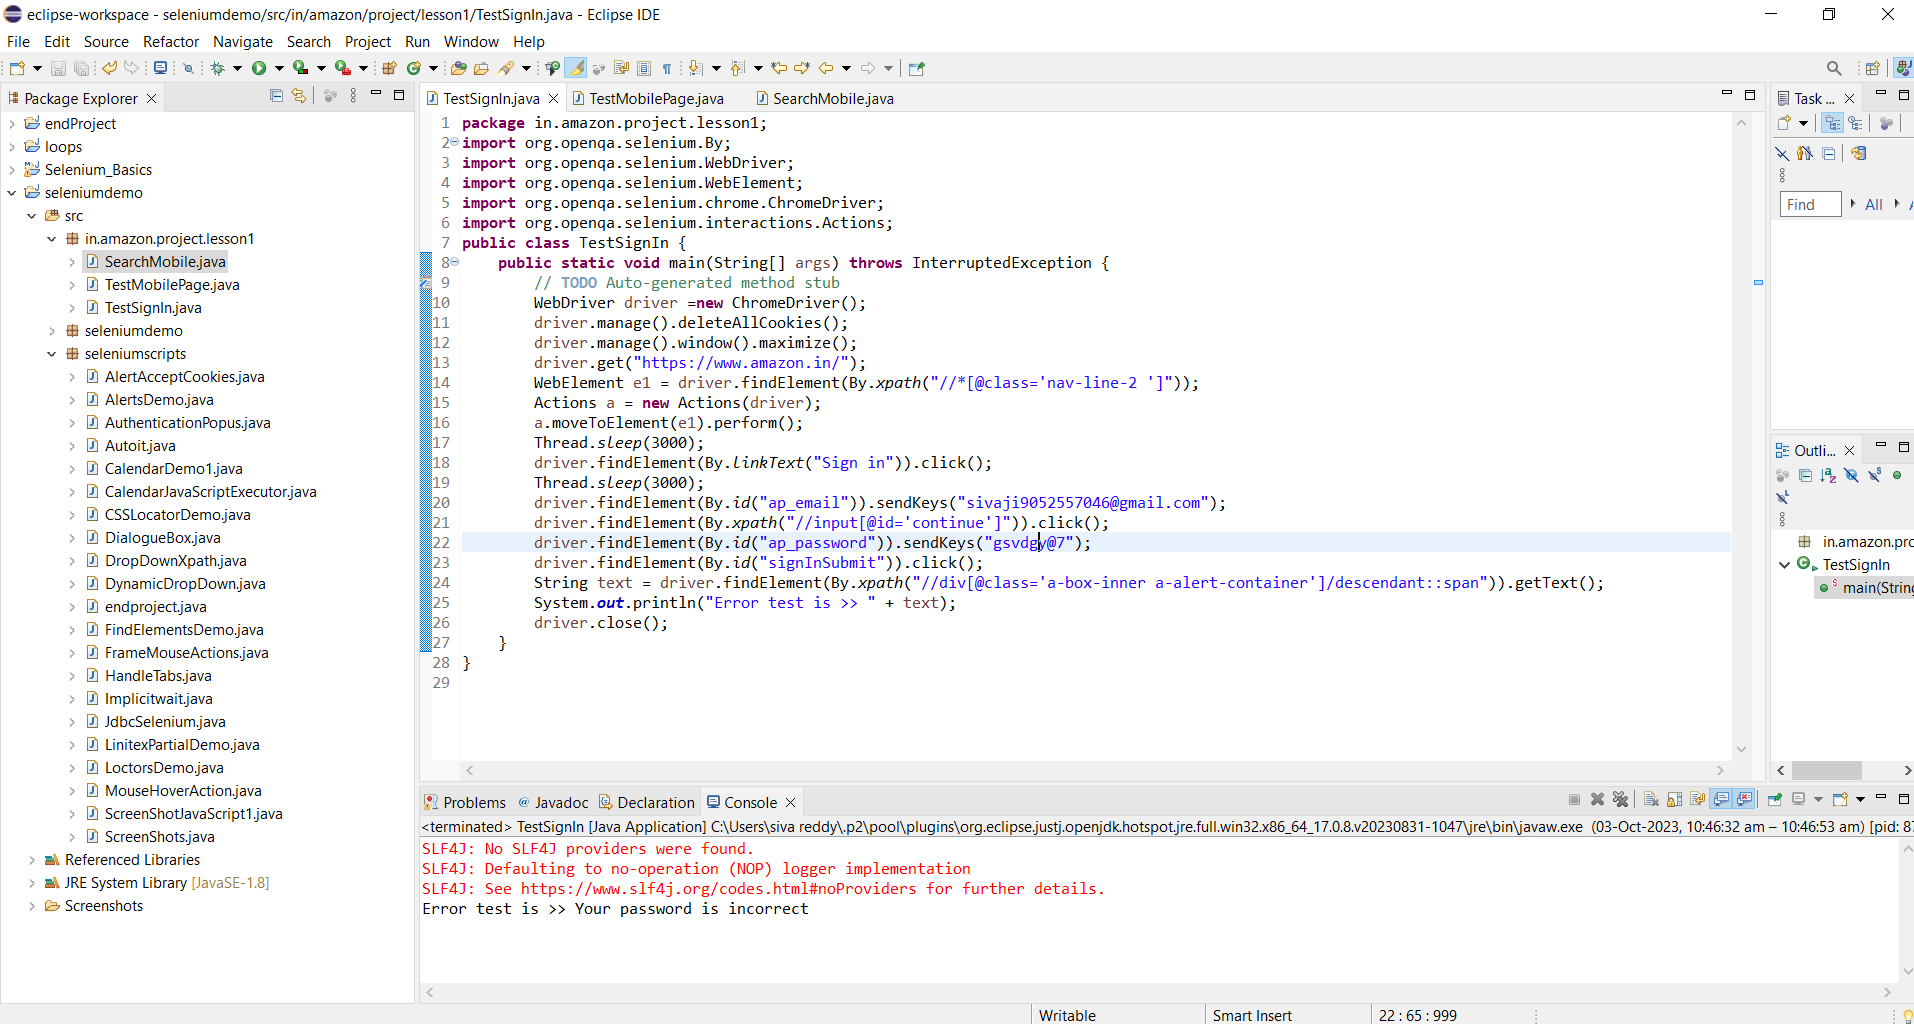 eclipse-workspace - seleniumdemo/src/in/amazon/project/lesson1/TestSignIn.java - Eclipse IDE
File Edit Source Refactor Navigate Search Project Run Window Help
Package Explorer
endProject
loops
Selenium_Basics
seleniumdemo
src
in.amazon.project.lesson1
SearchMobile.java
TestMobilePage.java
TestSignIn.java
seleniumdemo
seleniumscripts
AlertAcceptCookies.java
AlertsDemo.java
AuthenticationPopus.java
Autoit.java
CalendarDemo1.java
CalendarJavaScriptExecutor.java
CSSLocatorDemo.java
DialogueBox.java
DropDownXpath.java
DynamicDropDown.java
endproject.java
FindElementsDemo.java
FrameMouseActions.java
HandleTabs.java
Implicitwait.java
JdbcSelenium.java
LinitexPartialDemo.java
LoctorsDemo.java
MouseHoverAction.java
ScreenShotJavaScript1.java
ScreenShots.java
Referenced Libraries
JRE System Library [JavaSE-1.8]
Screenshots
TestSignIn.java TestMobilePage.java SearchMobile.java
1 package in.amazon.project.lesson1;
2 import org.openqa.selenium.By;
3 import org.openqa.selenium.WebDriver;
4 import org.openqa.selenium.WebElement;
5 import org.openqa.selenium.chrome.ChromeDriver;
6 import org.openqa.selenium.interactions.Actions;
7 public class TestSignIn {
8 public static void main(String[] args) throws InterruptedException {
9 // TODO Auto-generated method stub
10 WebDriver driver =new ChromeDriver();
11 driver.manage().deleteAllCookies();
12 driver.manage().window().maximize();
13 driver.get("https://www.amazon.in/");
14 WebElement e1 = driver.findElement(By.xpath("//*[@class='nav-line-2 ']"));
15 Actions a = new Actions(driver);
16 a.moveToElement(e1).perform();
17 Thread.sleep(3000);
18 driver.findElement(By.linkText("Sign in")).click();
19 Thread.sleep(3000);
20 driver.findElement(By.id("ap_email")).sendKeys("sivaji9052557046@gmail.com");
21 driver.findElement(By.xpath("//input[@id='continue']")).click();
22 driver.findElement(By.id("ap_password")).sendKeys("gsvdgy@7");
23 driver.findElement(By.id("signInSubmit")).click();
24 String text = driver.findElement(By.xpath("//div[@class='a-box-inner a-alert-container']/descendant::span")).getText();
25 System.out.println("Error test is >> " + text);
26 driver.close();
27 }
28 }
29
Task ...
Find All
Outli...
in.amazon.pro
TestSignIn
main(String
Problems Javadoc Declaration Console
<terminated> TestSignIn [Java Application] C:\Users\siva reddy\.p2\pool\plugins\org.eclipse.justj.openjdk.hotspot.jre.full.win32.x86_64_17.0.8.v20230831-1047\jre\bin\javaw.exe (03-Oct-2023, 10:46:32 am – 10:46:53 am) [pid: 87
SLF4J: No SLF4J providers were found.
SLF4J: Defaulting to no-operation (NOP) logger implementation
SLF4J: See https://www.slf4j.org/codes.html#noProviders for further details.
Error test is >> Your password is incorrect
Writable Smart Insert 22 : 65 : 999